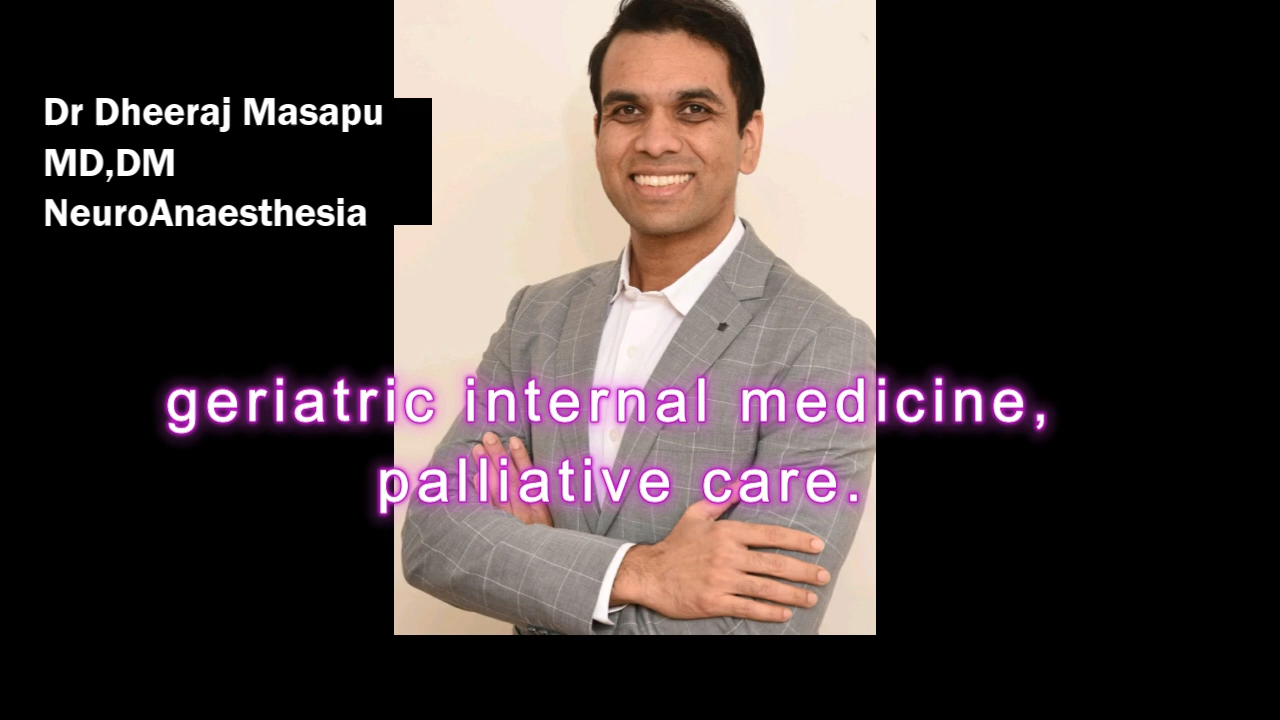 Dr Dheeraj Masapu
MD,DM
NeuroAnaesthesia
geriatric internal medicine,
palliative care.